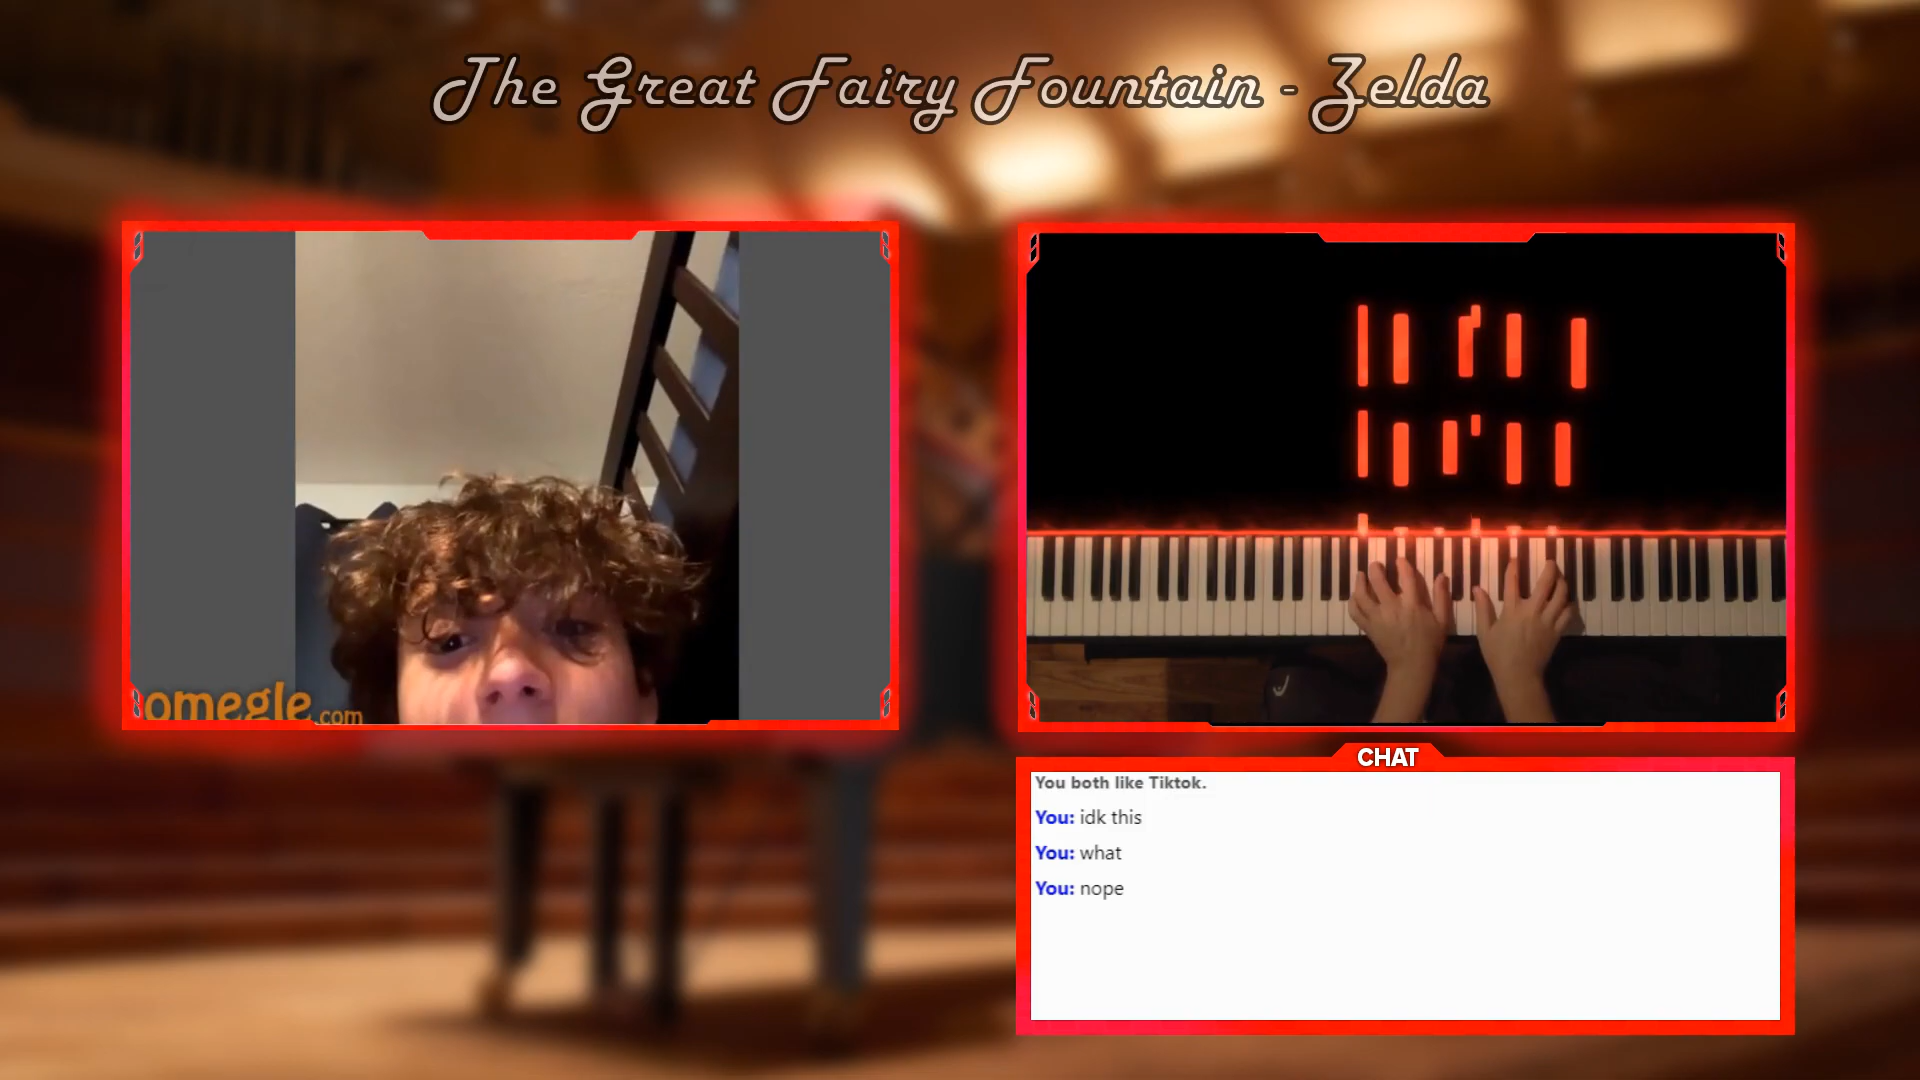 The Great Fairy Fountain - Zelda
omegle.com
CHAT
You both like Tiktok.
You: idk this
You: what
You: nope